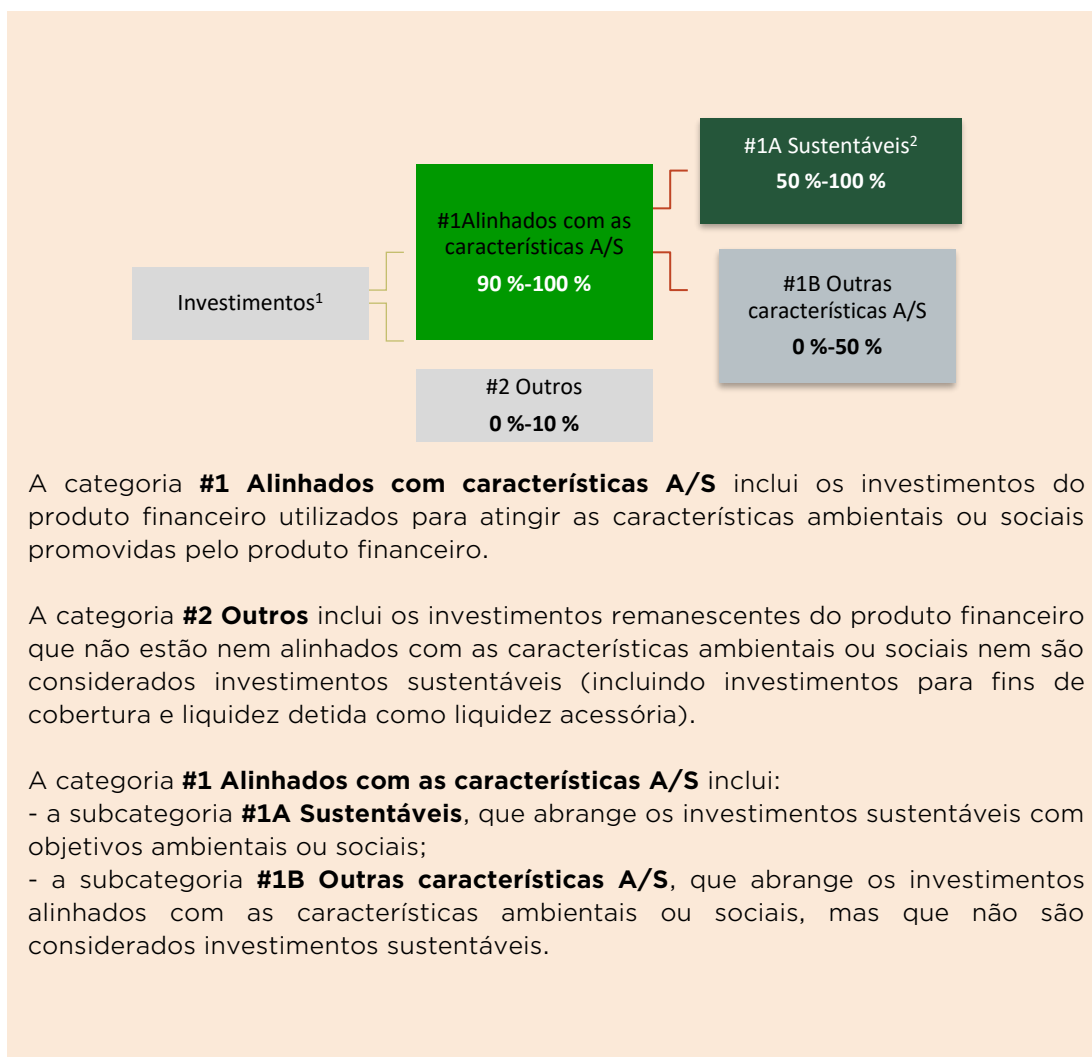 #1A Sustentáveis²
50 %-100 %
#1Alinhados com as
características A/S
90 %-100 %
Investimentos¹
#1B Outras
características A/S
0 %-50 %
#2 Outros
0 %-10 %
A categoria #1 Alinhados com características A/S inclui os investimentos do
produto financeiro utilizados para atingir as características ambientais ou sociais
promovidas pelo produto financeiro.
A categoria #2 Outros inclui os investimentos remanescentes do produto financeiro
que não estão nem alinhados com as características ambientais ou sociais nem são
considerados investimentos sustentáveis (incluindo investimentos para fins de
cobertura e liquidez detida como liquidez acessória).
A categoria #1 Alinhados com as características A/S inclui:
- a subcategoria #1A Sustentáveis, que abrange os investimentos sustentáveis com
objetivos ambientais ou sociais;
- a subcategoria #1B Outras características A/S, que abrange os investimentos
alinhados com as características ambientais ou sociais, mas que não são
considerados investimentos sustentáveis.